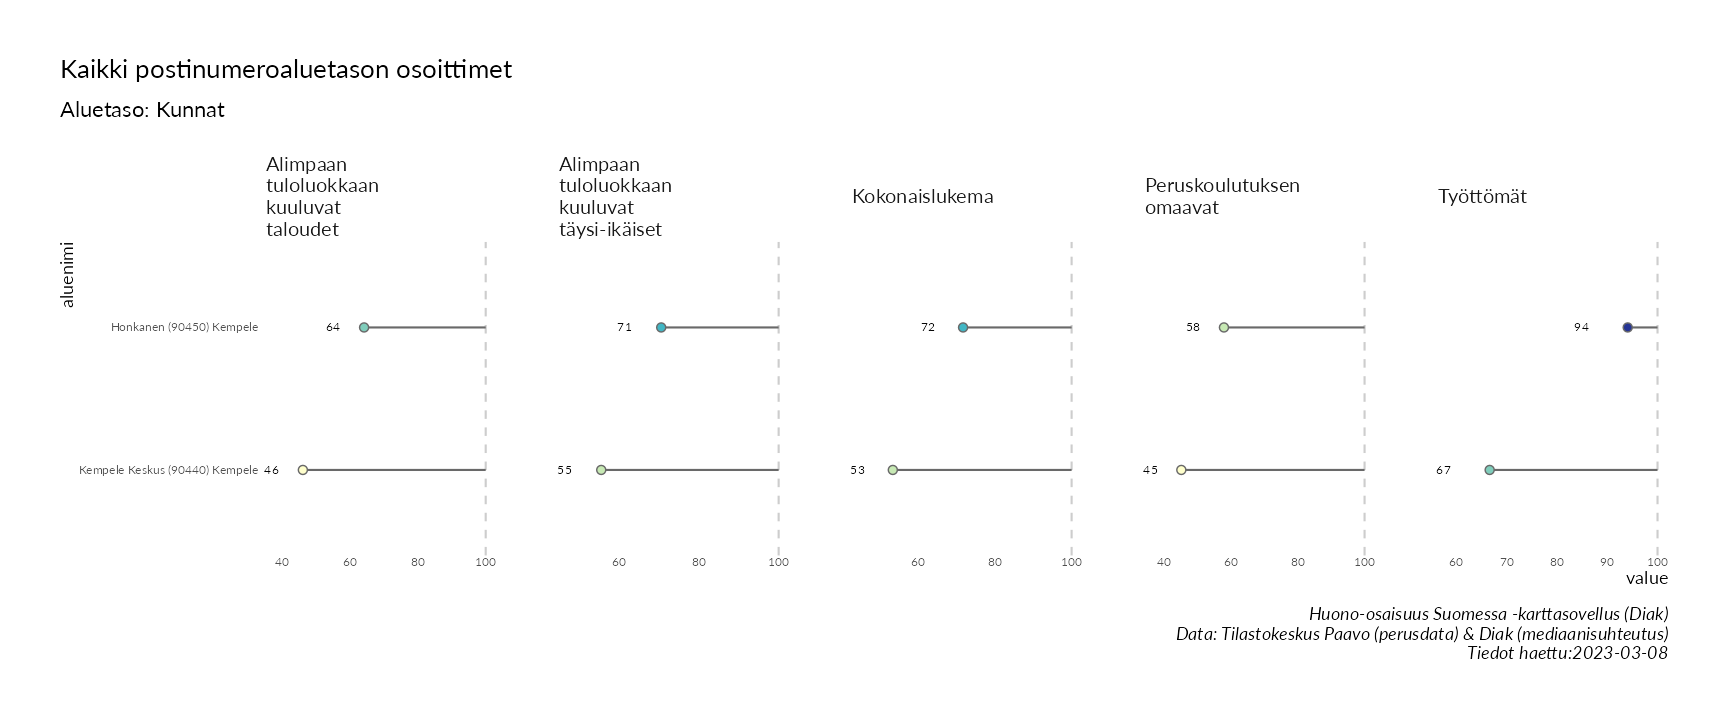 Kaikki postinumeroaluetason osoittimet
Aluetaso: Kunnat
Alimpaan
tuloluokkaan
kuuluvat
taloudet
Alimpaan
tuloluokkaan
kuuluvat
täysi-ikäiset
Kokonaislukema
Peruskoulutuksen
omaavat
Työttömät
aluenimi
Honkanen (90450) Kempele 64 71 72 58 94
Kempele Keskus (90440) Kempele 46 55 53 45 67
40 60 80 100 60 80 100 60 80 100 40 60 80 100 60 70 80 90 100
value
Huono-osaisuus Suomessa -karttasovellus (Diak)
Data: Tilastokeskus Paavo (perusdata) & Diak (mediaanisuhteutus)
Tiedot haettu:2023-03-08